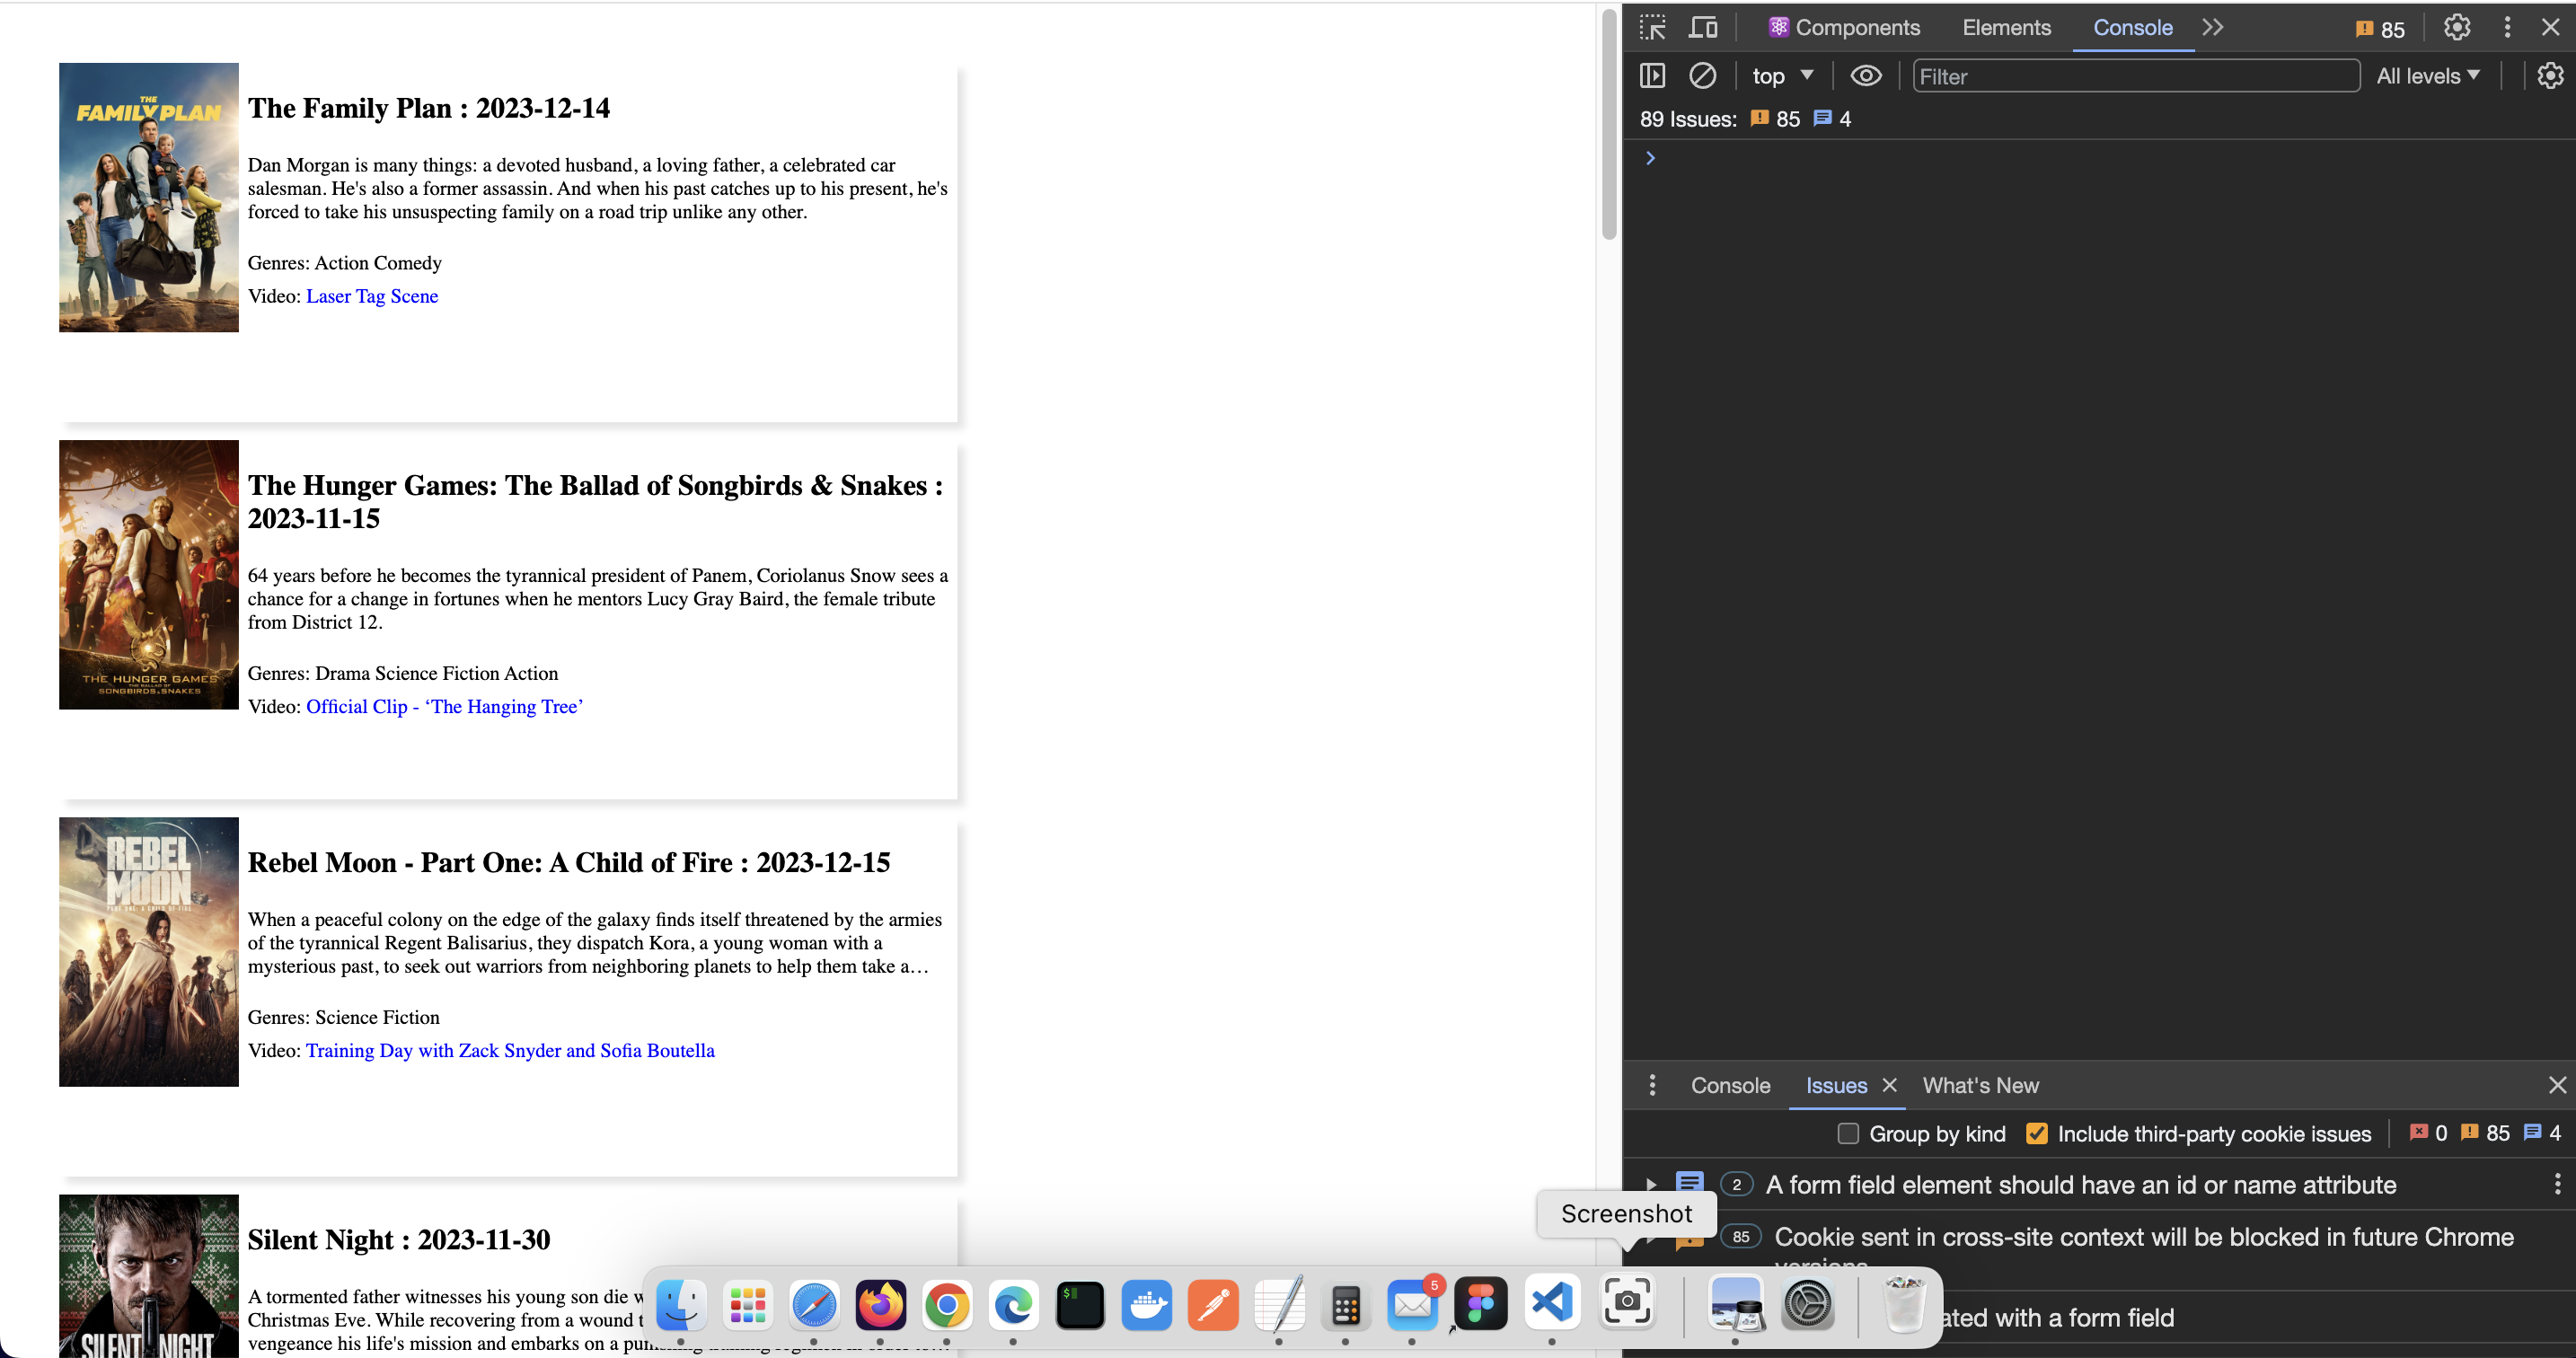 THE
FAMILY PLAN
The Family Plan : 2023-12-14
Dan Morgan is many things: a devoted husband, a loving father, a celebrated car
salesman. He's also a former assassin. And when his past catches up to his present, he's
forced to take his unsuspecting family on a road trip unlike any other.
Genres: Action Comedy
Video: Laser Tag Scene
THE HUNGER GAMES
SONGBIRDS & SNAKES
The Hunger Games: The Ballad of Songbirds & Snakes :
2023-11-15
64 years before he becomes the tyrannical president of Panem, Coriolanus Snow sees a
chance for a change in fortunes when he mentors Lucy Gray Baird, the female tribute
from District 12.
Genres: Drama Science Fiction Action
Video: Official Clip - ‘The Hanging Tree’
REBEL
MOON
Rebel Moon - Part One: A Child of Fire : 2023-12-15
When a peaceful colony on the edge of the galaxy finds itself threatened by the armies
of the tyrannical Regent Balisarius, they dispatch Kora, a young woman with a
mysterious past, to seek out warriors from neighboring planets to help them take a…
Genres: Science Fiction
Video: Training Day with Zack Snyder and Sofia Boutella
SILENT NIGHT
Silent Night : 2023-11-30
A tormented father witnesses his young son die
Christmas Eve. While recovering from a wound
vengeance his life's mission and embarks on a
Components Elements Console 85
top Filter All levels
89 Issues: 85 4
Console Issues What's New
Group by kind Include third-party cookie issues 0 85 4
2 A form field element should have an id or name attribute
Screenshot
85 Cookie sent in cross-site context will be blocked in future Chrome
versions
ated with a form field
5
$